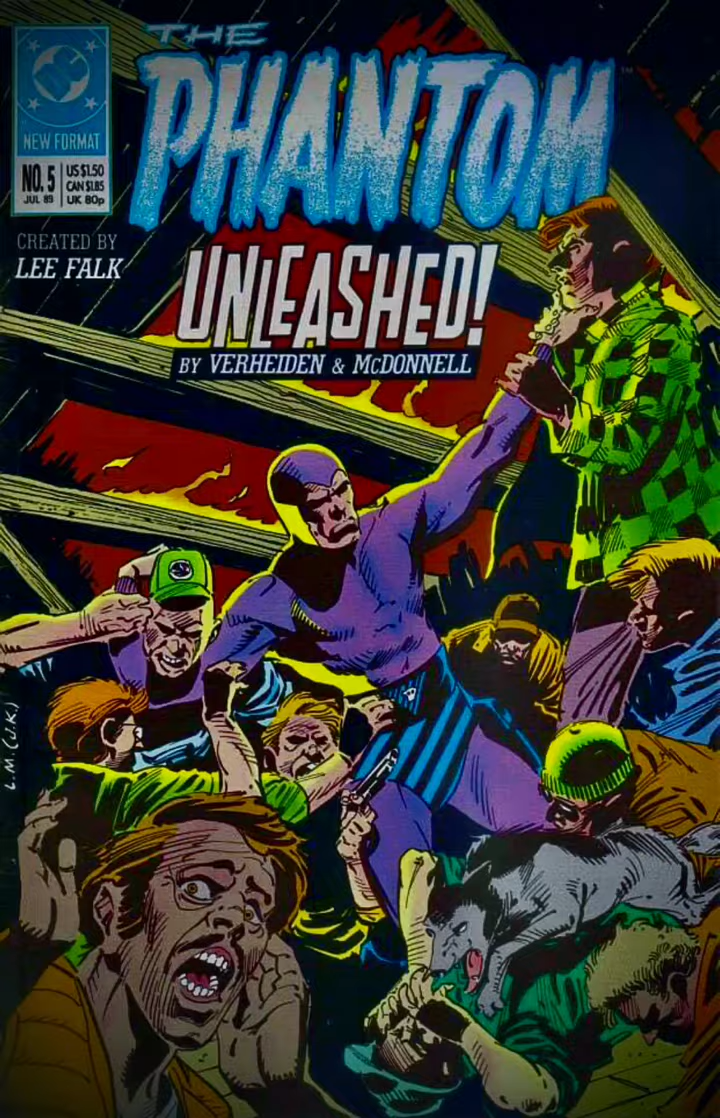 THE
PHANTOM™
DC
NEW FORMAT
NO. 5
JUL 89
US $1.50
CAN $1.85
UK 80p
CREATED BY
LEE FALK
UNLEASHED!
BY VERHEIDEN & McDONNELL
L.M.(J.K.)